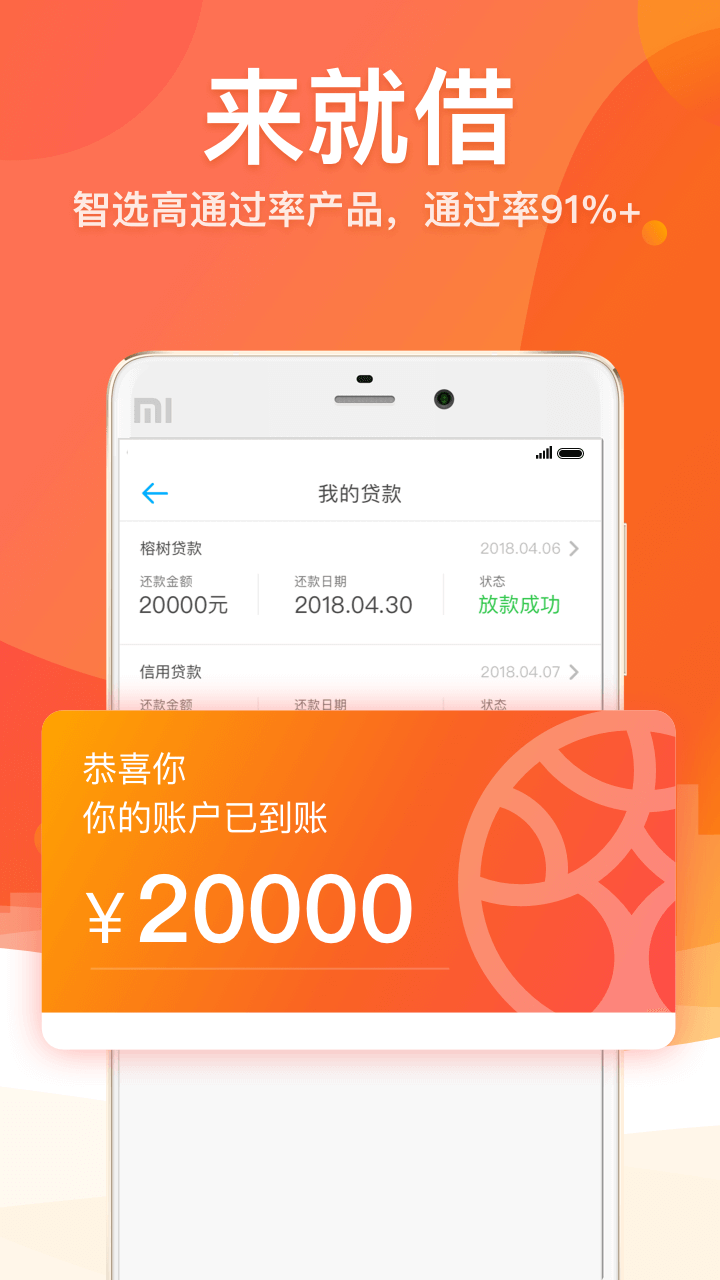 来就借
智选高通过率产品，通过率91%+
我的贷款
榕树贷款 2018.04.06
还款金额 还款日期 状态
20000元 2018.04.30 放款成功
信用贷款 2018.04.07
还款金额 还款日期 状态
恭喜你
你的账户已到账
¥20000